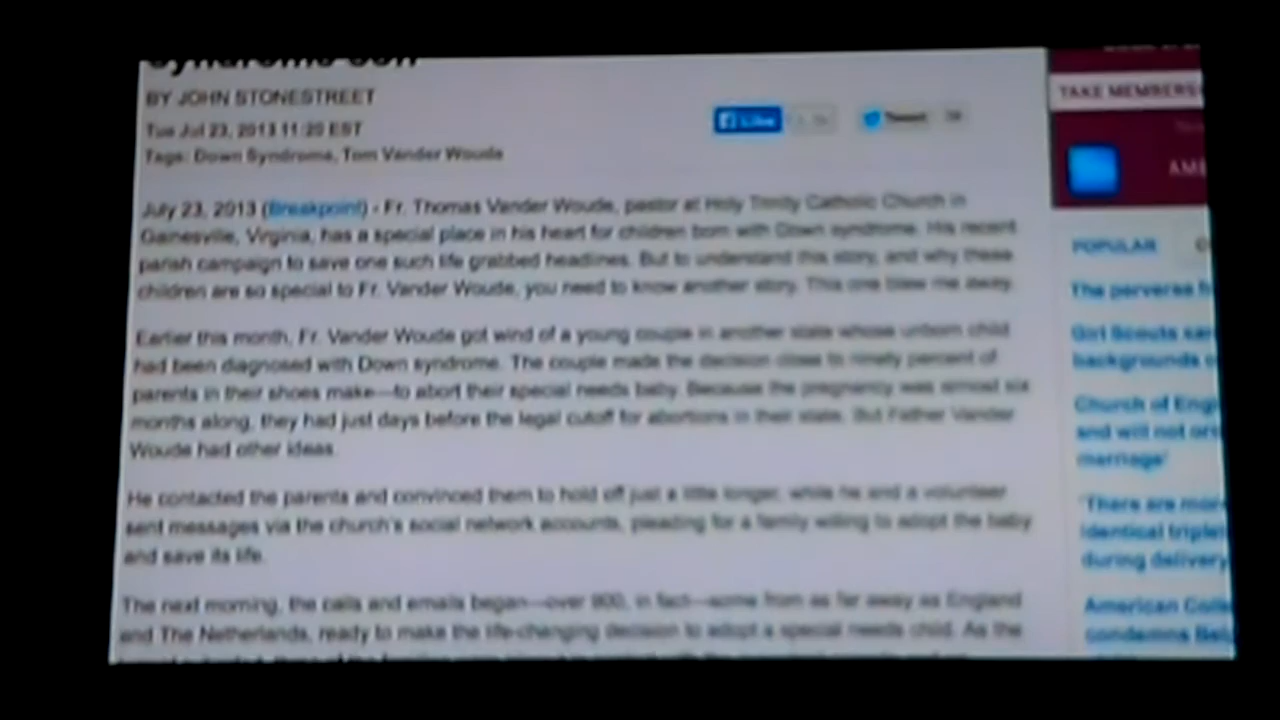 Syndrome son
BY JOHN STONESTREET
Tue Jul 23, 2013 11:20 EST
Tags: Down Syndrome, Tom Vander Woude
Like
Tweet
July 23, 2013 (Breakpoint) - Fr. Thomas Vander Woude, pastor at Holy Trinity Catholic Church in
Gainesville, Virginia, has a special place in his heart for children born with Down syndrome. His recent
parish campaign to save one such life grabbed headlines. But to understand this story, and why these
children are so special to Fr. Vander Woude, you need to know another story. This one blew me away.
Earlier this month, Fr. Vander Woude got wind of a young couple in another state whose unborn child
had been diagnosed with Down syndrome. The couple made the decision close to ninety percent of
parents in their shoes make—to abort their special needs baby. Because the pregnancy was almost six
months along, they had just days before the legal cutoff for abortions in their state. But Father Vander
Woude had other ideas.
He contacted the parents and convinced them to hold off just a little longer, while he and a volunteer
sent messages via the church's social network accounts, pleading for a family willing to adopt the baby
and save its life.
The next morning, the calls and emails began—over 900, in fact—some from as far away as England
and The Netherlands, ready to make the life-changing decision to adopt a special needs child. As the
TAKE MEMBERS
AME
POPULAR
The perverse
Girl Scouts
backgrounds
Church of Eng
and will not
marriage'
'There are more
identical triple
during delivery
American Coll
condemns